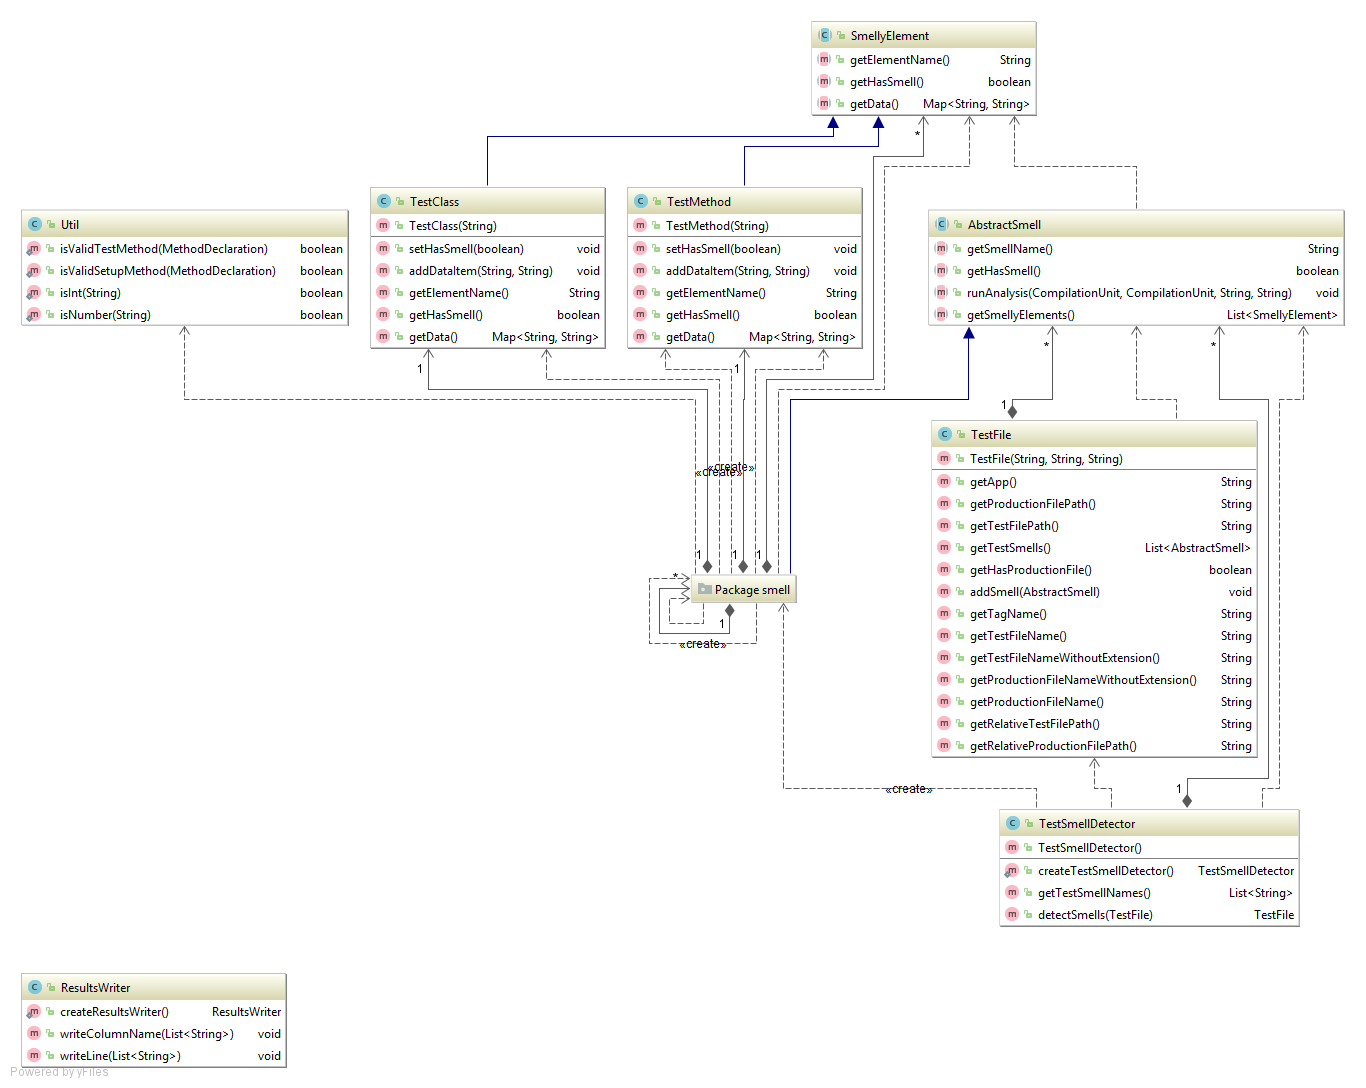 SmellyElement
getElementName() String
getHasSmell() boolean
getData() Map<String, String>
*
TestClass
TestClass(String)
setHasSmell(boolean) void
addDataItem(String, String) void
getElementName() String
getHasSmell() boolean
getData() Map<String, String>
1
TestMethod
TestMethod(String)
setHasSmell(boolean) void
addDataItem(String, String) void
getElementName() String
getHasSmell() boolean
getData() Map<String, String>
1
Util
isValidTestMethod(MethodDeclaration) boolean
isValidSetupMethod(MethodDeclaration) boolean
isInt(String) boolean
isNumber(String) boolean
AbstractSmell
getSmellName() String
getHasSmell() boolean
runAnalysis(CompilationUnit, CompilationUnit, String, String) void
getSmellyElements() List<SmellyElement>
*
*
1
TestFile
TestFile(String, String, String)
getApp() String
getProductionFilePath() String
getTestFilePath() String
getTestSmells() List<AbstractSmell>
getHasProductionFile() boolean
addSmell(AbstractSmell) void
getTagName() String
getTestFileName() String
getTestFileNameWithoutExtension() String
getProductionFileNameWithoutExtension() String
getProductionFileName() String
getRelativeTestFilePath() String
getRelativeProductionFilePath() String
«create»
«create»
1
1
1
*
Package smell
1
«create»
«create»
1
TestSmellDetector
TestSmellDetector()
createTestSmellDetector() TestSmellDetector
getTestSmellNames() List<String>
detectSmells(TestFile) TestFile
ResultsWriter
createResultsWriter() ResultsWriter
writeColumnName(List<String>) void
writeLine(List<String>) void
Powered by yFiles